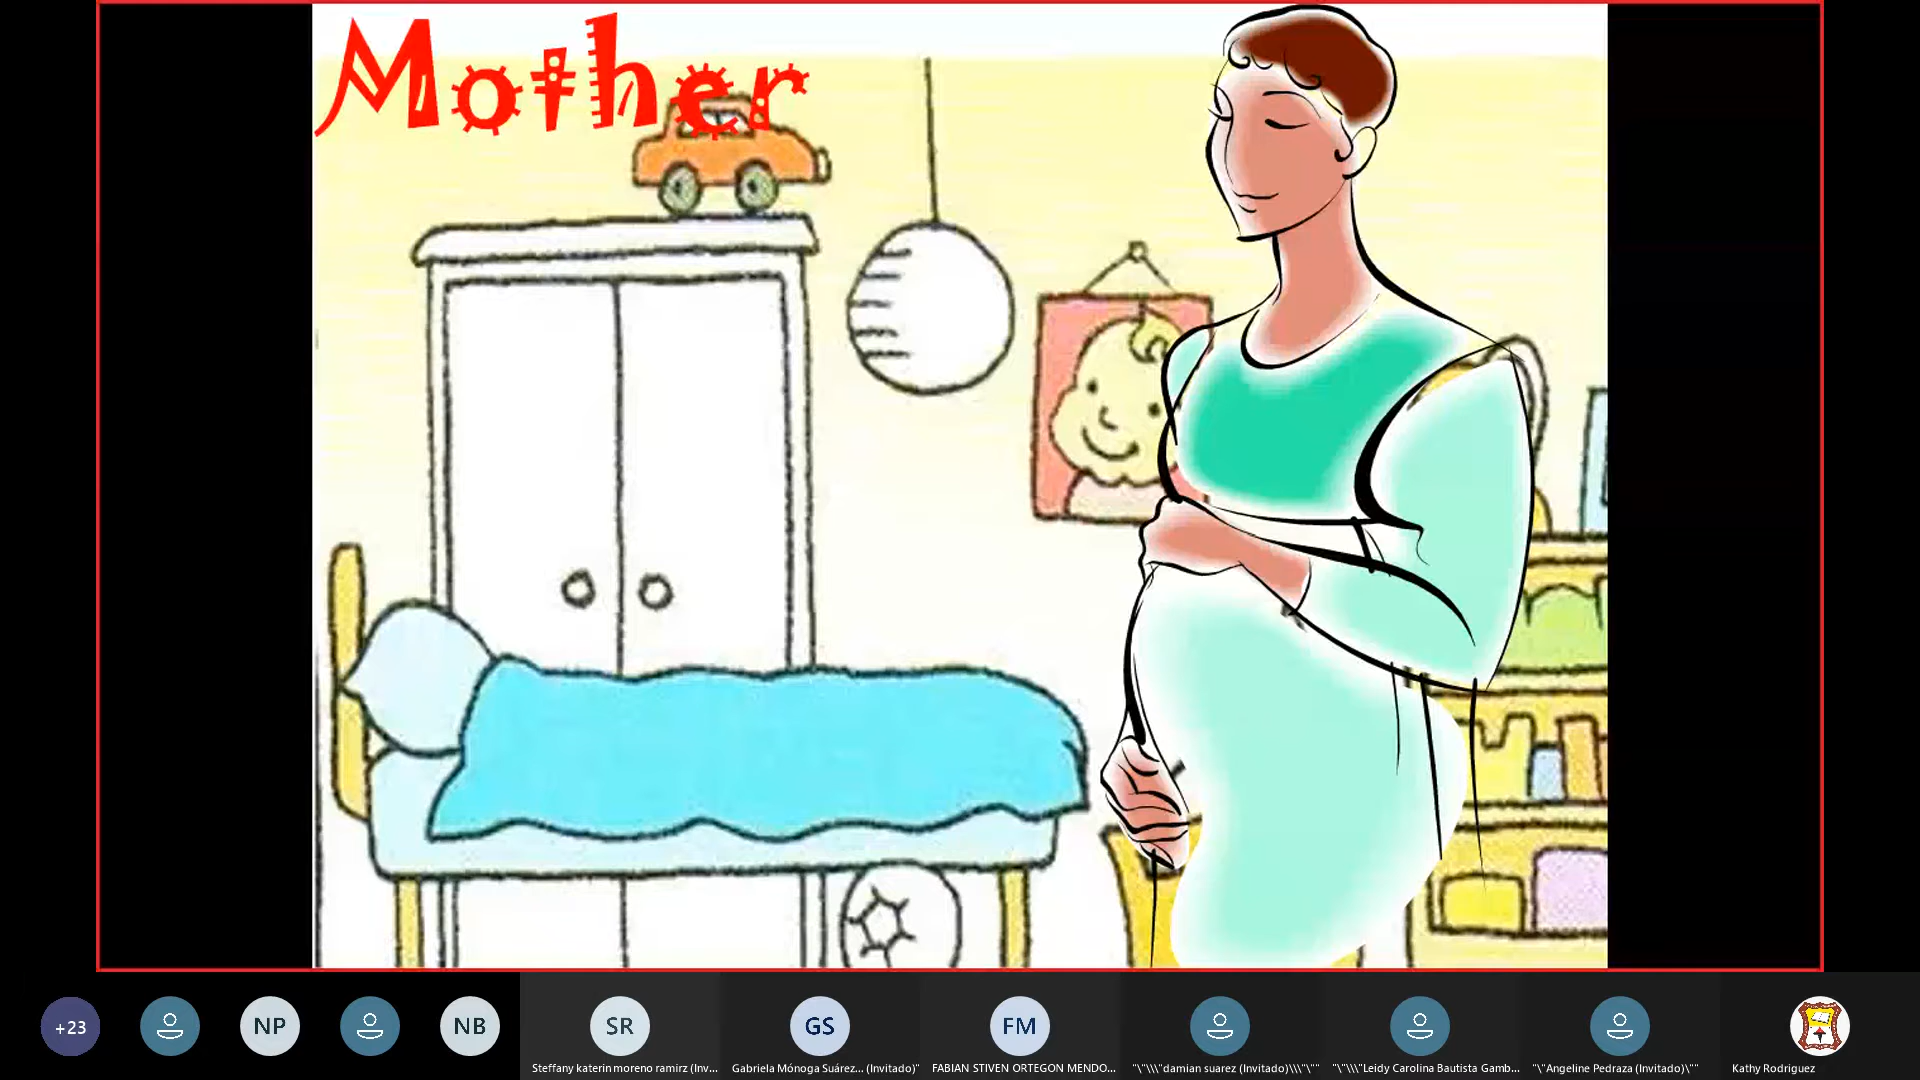 Mother
+23
NP
NB
SR
GS
FM
Steffany katerin moreno ramirz (Inv...
Gabriela Mónoga Suárez... (Invitado)"
FABIAN STIVEN ORTEGON MENDO...
"\"\\\"damian suarez (Invitado)\\\"\""
"\"\\\"Leidy Carolina Bautista Gamb...
"\"Angeline Pedraza (Invitado)\""
Kathy Rodriguez